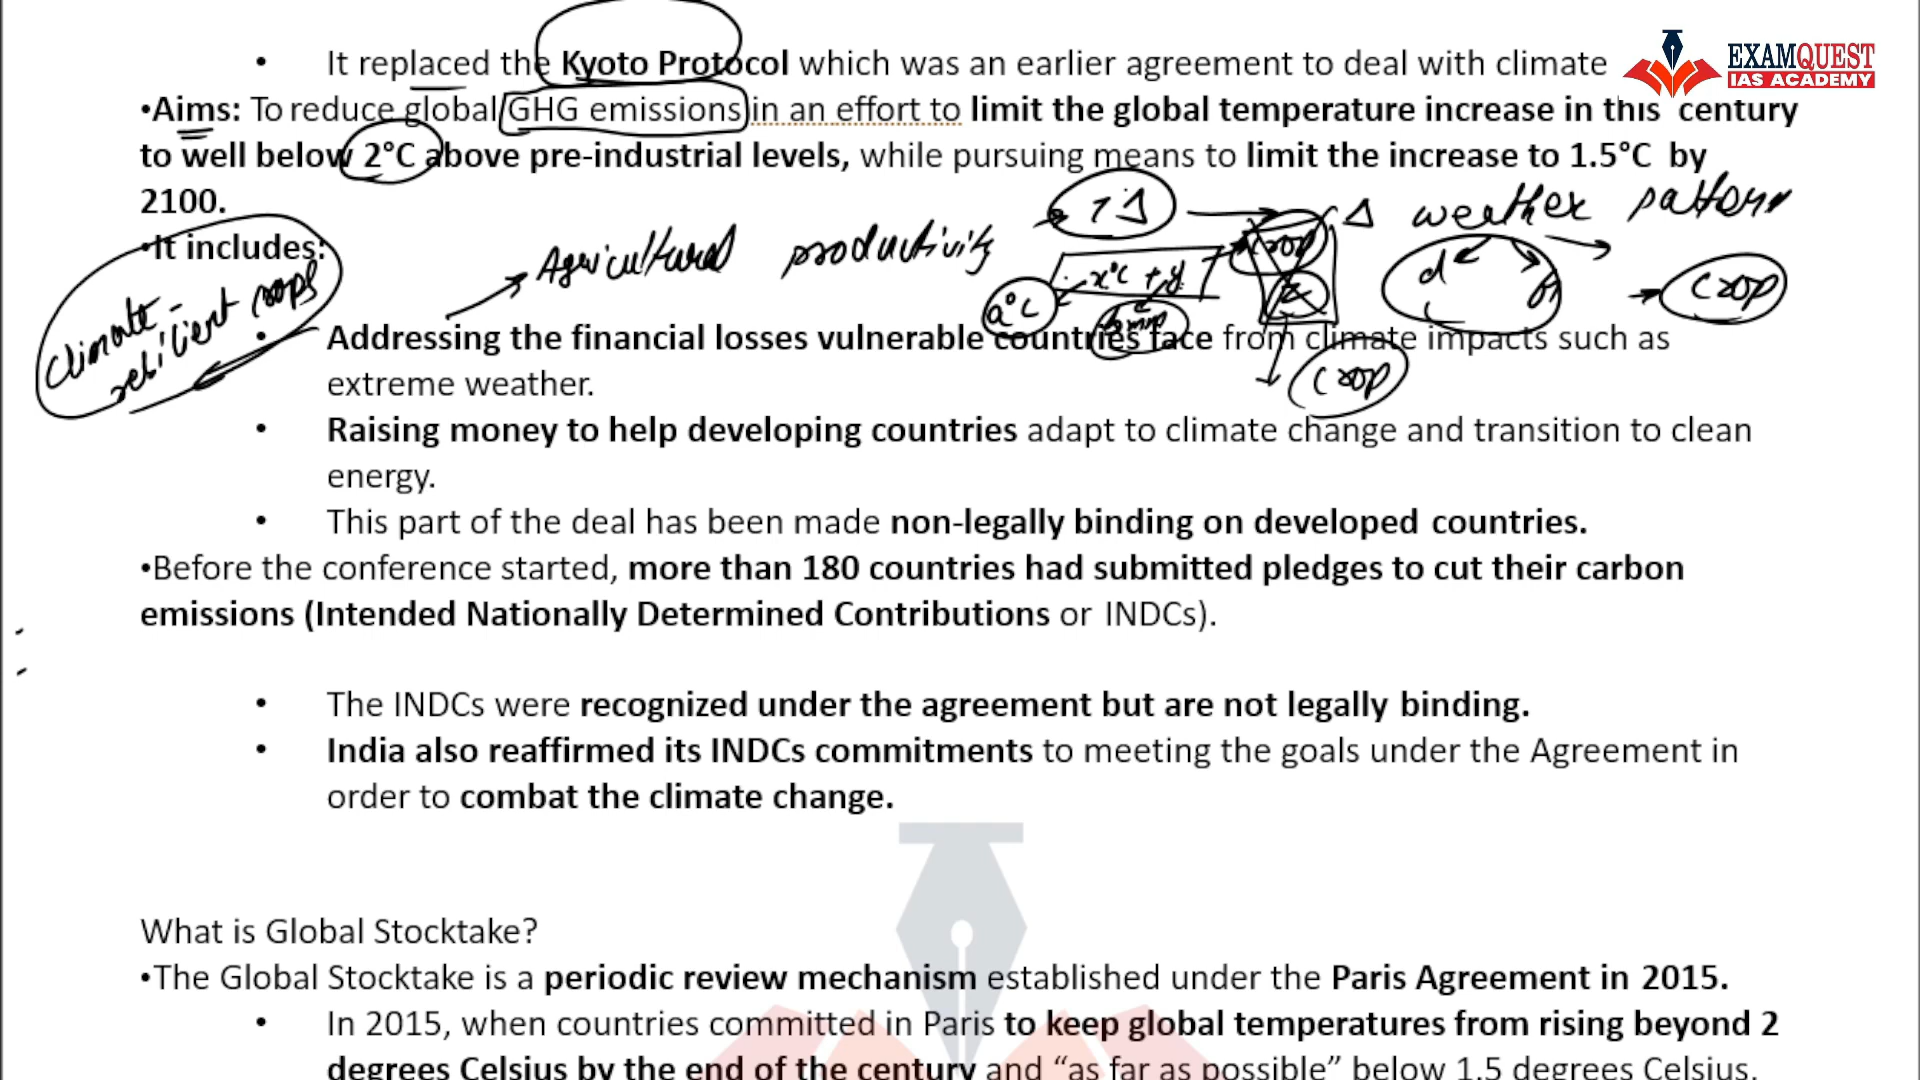 • It replaced the Kyoto Protocol which was an earlier agreement to deal with climate
EXAMQUEST
IAS ACADEMY
•Aims: To reduce global GHG emissions in an effort to limit the global temperature increase in this century
to well below 2°C above pre-industrial levels, while pursuing means to limit the increase to 1.5°C by
2100.
↑ Δ
Δ weather pattern
•It includes:
Agricultural productivity
crop
x°C + y
d
crop
a°C
Climate-
resilient crops
• Addressing the financial losses vulnerable countries face from climate impacts such as
extreme weather.
crop
• Raising money to help developing countries adapt to climate change and transition to clean
energy.
• This part of the deal has been made non-legally binding on developed countries.
•Before the conference started, more than 180 countries had submitted pledges to cut their carbon
emissions (Intended Nationally Determined Contributions or INDCs).
• The INDCs were recognized under the agreement but are not legally binding.
• India also reaffirmed its INDCs commitments to meeting the goals under the Agreement in
order to combat the climate change.
What is Global Stocktake?
•The Global Stocktake is a periodic review mechanism established under the Paris Agreement in 2015.
• In 2015, when countries committed in Paris to keep global temperatures from rising beyond 2
degrees Celsius by the end of the century and “as far as possible” below 1.5 degrees Celsius.